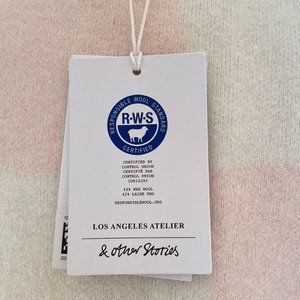 RESPONSIBLE WOOL STANDARD
R·W·S
CERTIFIED
CERTIFIED BY
CONTROL UNION
CERTIFIÉ PAR
CONTROL UNION
42% RWS WOOL
42% LAINE RWS
RESPONSIBLEWOOL.ORG
LOS ANGELES ATELIER
& other Stories